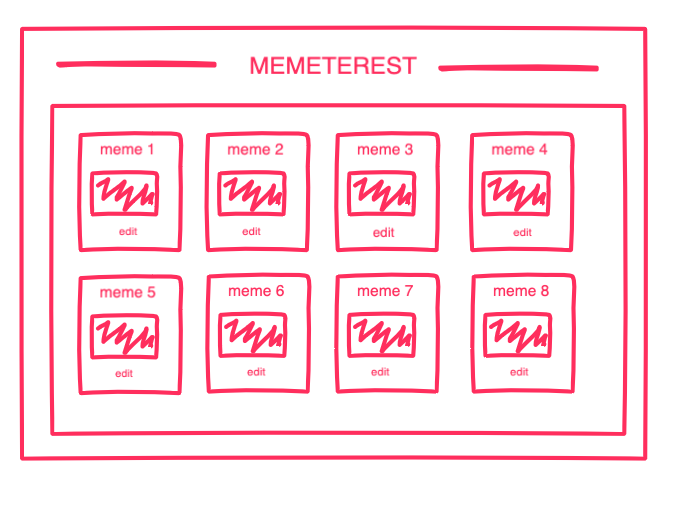 MEMETEREST
meme 1
meme 2
meme 3
meme 4
edit
edit
edit
edit
meme 5
meme 6
meme 7
meme 8
edit
edit
edit
edit